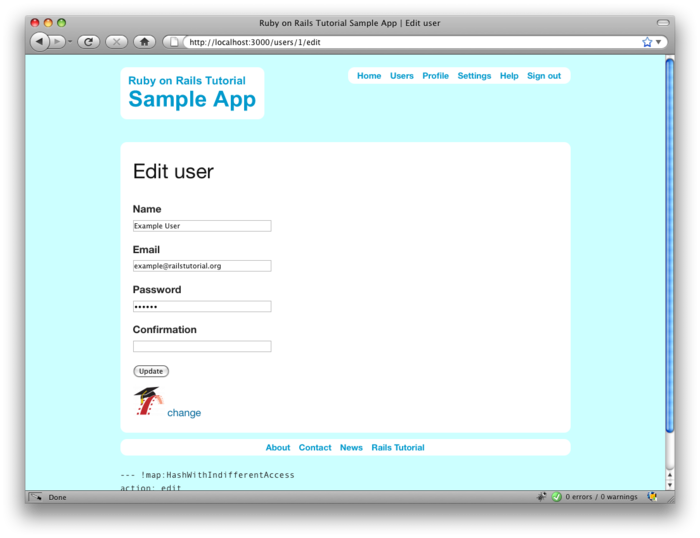 Ruby on Rails Tutorial Sample App | Edit user
http://localhost:3000/users/1/edit
Ruby on Rails Tutorial
Sample App
Home Users Profile Settings Help Sign out
Edit user
Name
Example User
Email
example@railstutorial.org
Password
••••••
Confirmation
Update
change
About Contact News Rails Tutorial
--- !map:HashWithIndifferentAccess
action: edit
Done
0 errors / 0 warnings